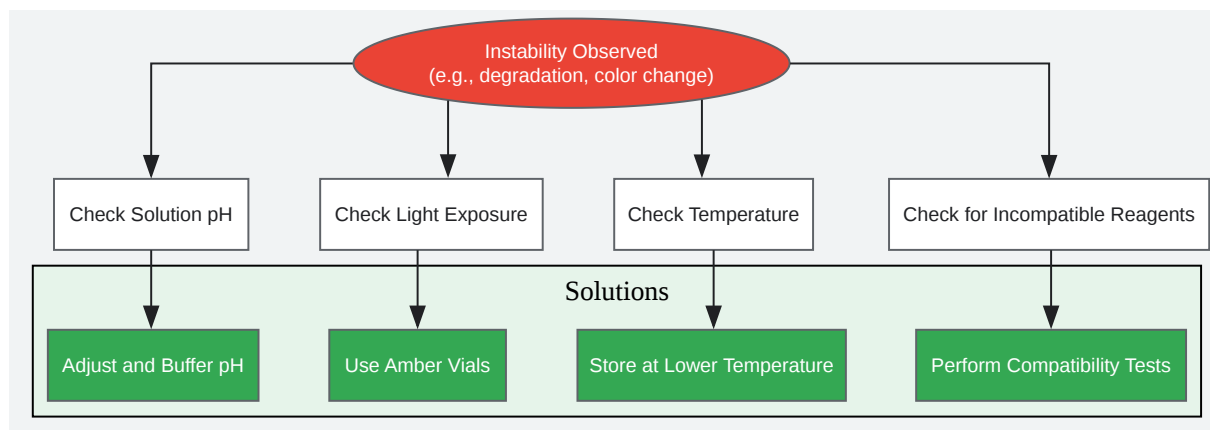 Instability Observed
(e.g., degradation, color change)
Check Solution pH
Check Light Exposure
Check Temperature
Check for Incompatible Reagents
Solutions
Adjust and Buffer pH
Use Amber Vials
Store at Lower Temperature
Perform Compatibility Tests